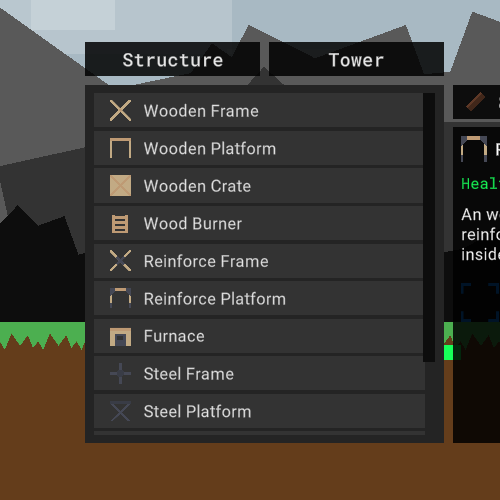 Structure Tower
Wooden Frame
Wooden Platform
Wooden Crate
Wood Burner
Reinforce Frame
Reinforce Platform
Furnace
Steel Frame
Steel Platform
An
inside